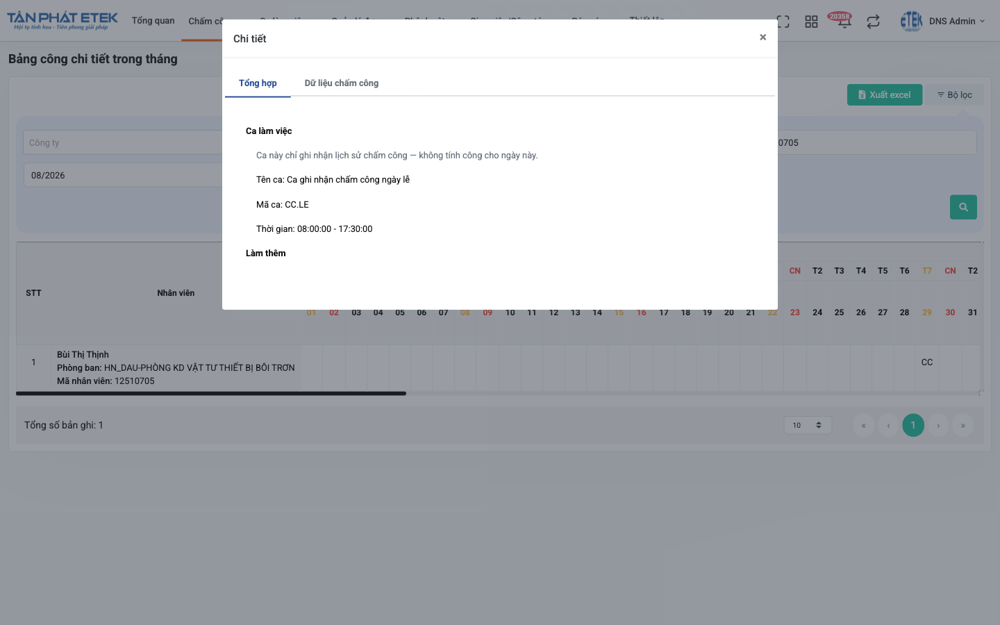 TÂN PHÁT ETEK
Hội tụ tinh hoa - Tiên phong giải pháp
Tổng quan
Chấm cô
20358
DNS Admin
Bảng công chi tiết trong tháng
Chi tiết
×
Tổng hợp
Dữ liệu chấm công
Xuất excel
Bộ lọc
Công ty
0705
08/2026
Ca làm việc
Ca này chỉ ghi nhận lịch sử chấm công — không tính công cho ngày này.
Tên ca: Ca ghi nhận chấm công ngày lễ
Mã ca: CC.LE
Thời gian: 08:00:00 - 17:30:00
Làm thêm
STT
Nhân viên
CN T2 T3 T4 T5 T6 T7 CN T2
01 02 03 04 05 06 07 08 09 10 11 12 13 14 15 16 17 18 19 20 21 22 23 24 25 26 27 28 29 30 31
1
Bùi Thị Thịnh
Phòng ban: HN_DAU-PHÒNG KD VẬT TƯ THIẾT BỊ BÔI TRƠN
Mã nhân viên: 12510705
CC
Tổng số bản ghi: 1
10
« ‹ 1 › »